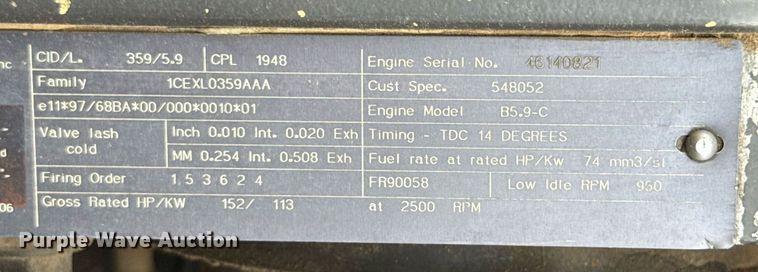 nc CID/L. 359/5.9 CPL 1948 Engine Serial No. 46140821
Family 1CEXL0359AAA Cust Spec. 548052
e11*97/68BA*00/000*0010*01 Engine Model B5.9-C
Valve lash cold Inch 0.010 Int. 0.020 Exh Timing - TDC 14 DEGREES
d MM 0.254 Int. 0.508 Exh Fuel rate at rated HP/Kw 74 mm3/st
Firing Order 1 5 3 6 2 4 FR90058 Low Idle RPM 950
06 Gross Rated HP/KW 152/ 113 at 2500 RPM
Purple Wave Auction